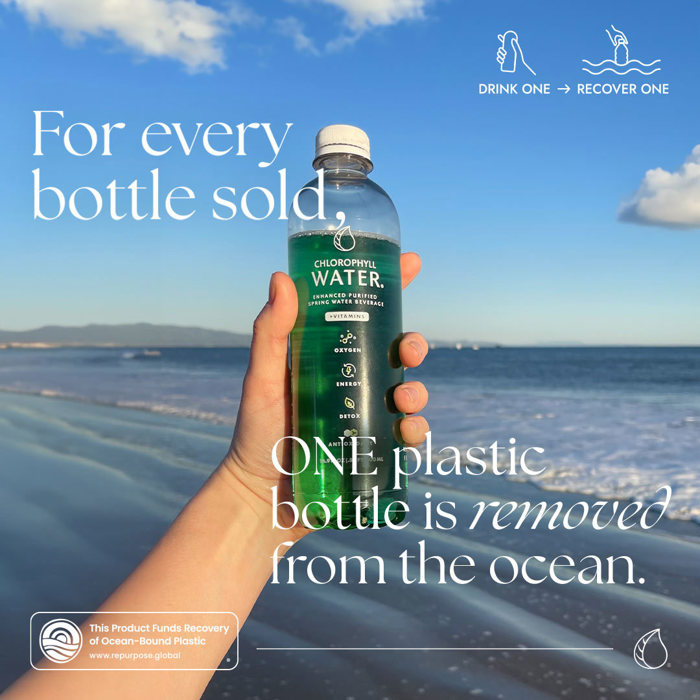 DRINK ONE → RECOVER ONE
For every
bottle sold,
CHLOROPHYLL
WATER.
ENHANCED PURIFIED
SPRING WATER BEVERAGE
+VITAMINS
OXYGEN
ENERGY
DETOX
ONE plastic
bottle is removed
from the ocean.
This Product Funds Recovery
of Ocean-Bound Plastic
www.repurpose.global